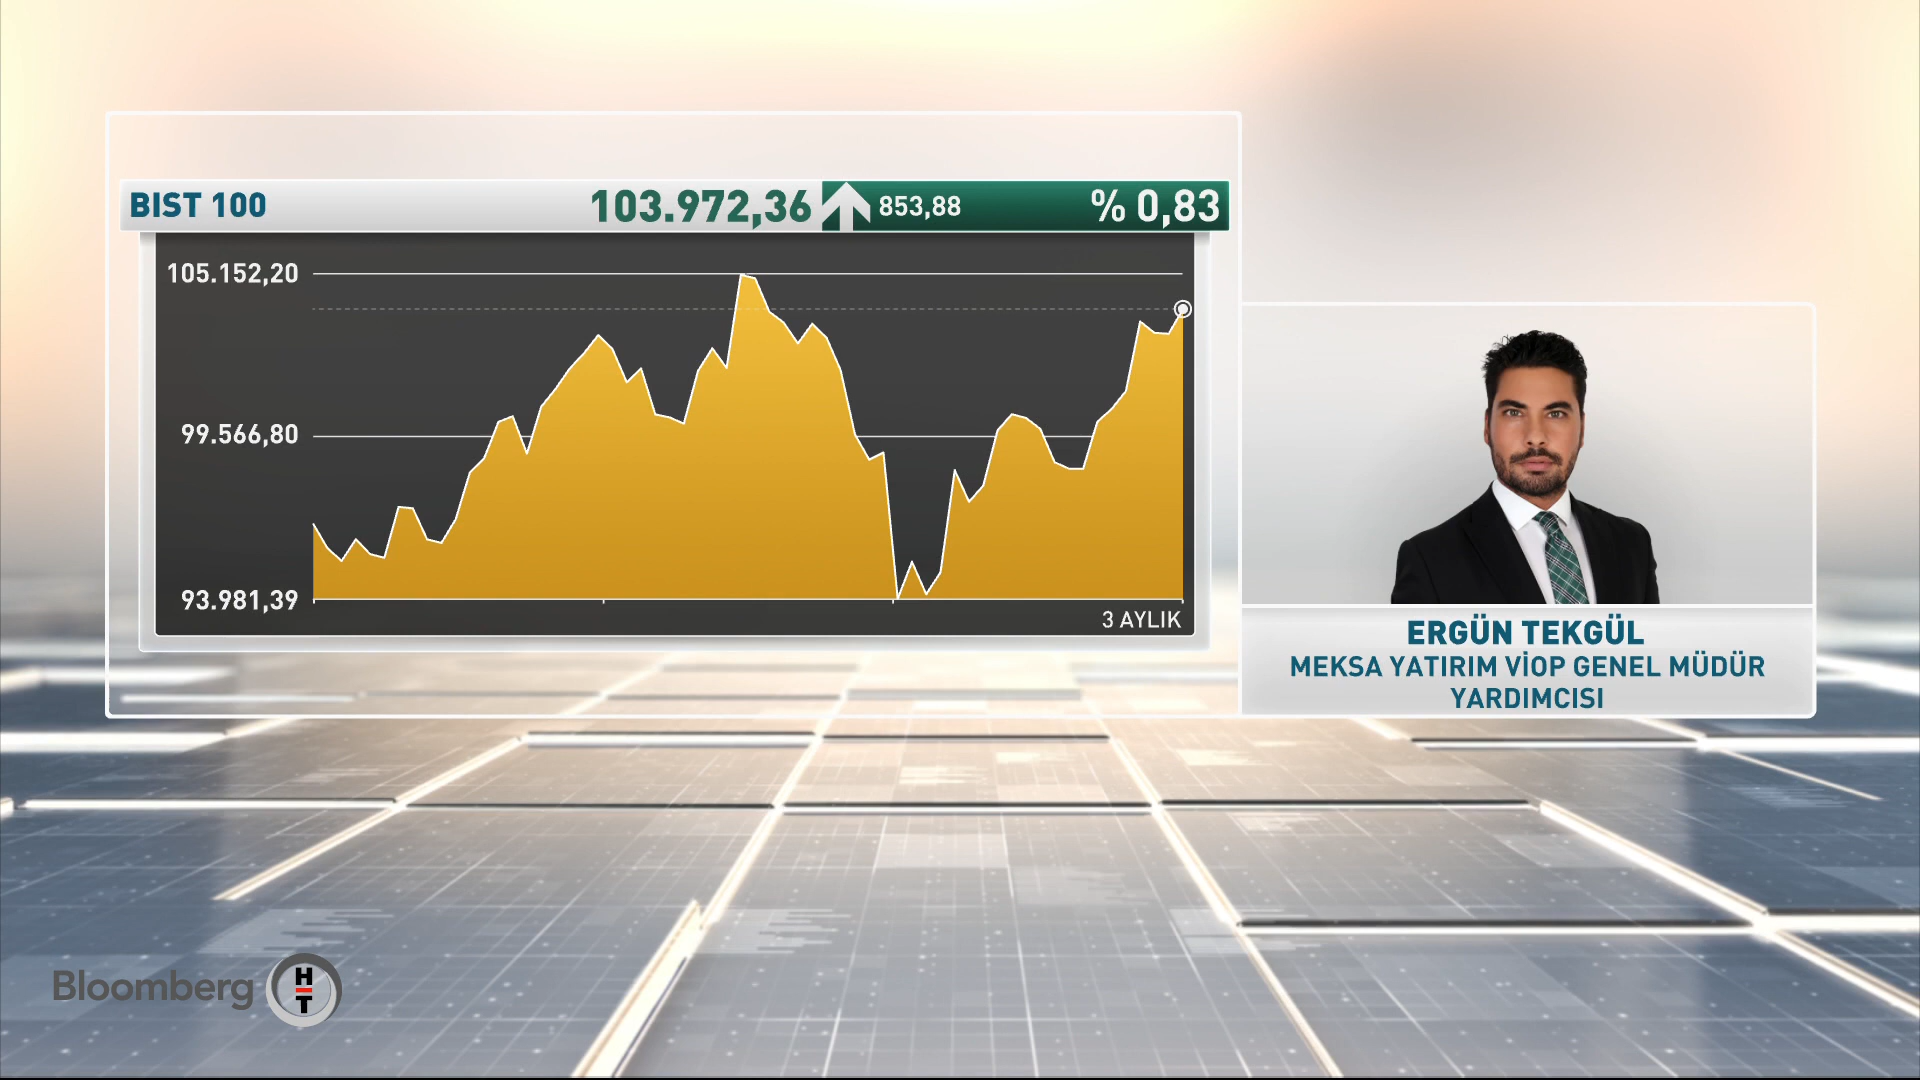 BIST 100 103.972,36 853,88 % 0,83
105.152,20
99.566,80
93.981,39
3 AYLIK
ERGÜN TEKGÜL
MEKSA YATIRIM VİOP GENEL MÜDÜR
YARDIMCISI
Bloomberg HT